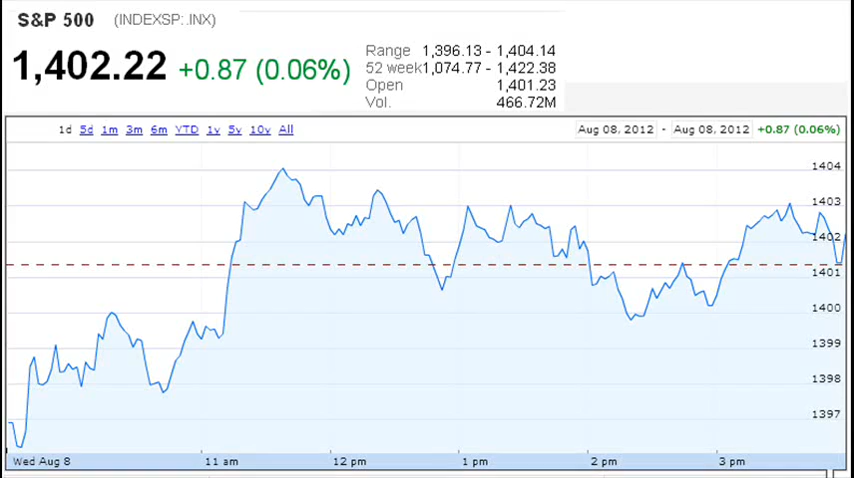 S&P 500 (INDEXSP:.INX)
1,402.22 +0.87 (0.06%)
Range 1,396.13 - 1,404.14
52 week 1,074.77 - 1,422.38
Open 1,401.23
Vol. 466.72M
1d 5d 1m 3m 6m YTD 1y 5y 10y All Aug 08, 2012 - Aug 08, 2012 +0.87 (0.06%)
1404
1403
1402
1401
1400
1399
1398
1397
Wed Aug 8 11 am 12 pm 1 pm 2 pm 3 pm